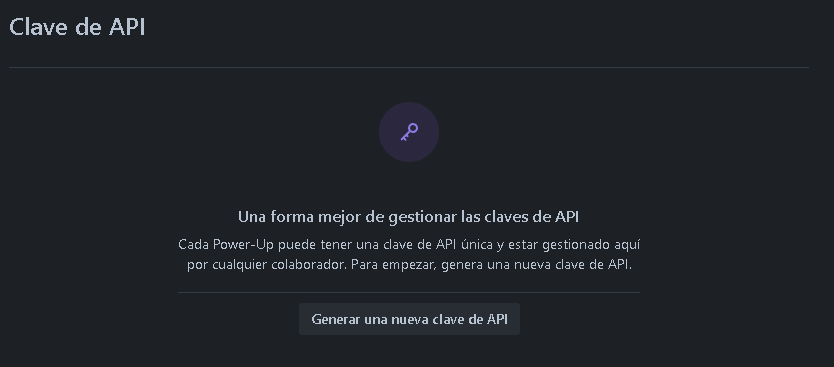 Clave de API
Una forma mejor de gestionar las claves de API
Cada Power-Up puede tener una clave de API única y estar gestionado aquí
por cualquier colaborador. Para empezar, genera una nueva clave de API.
Generar una nueva clave de API